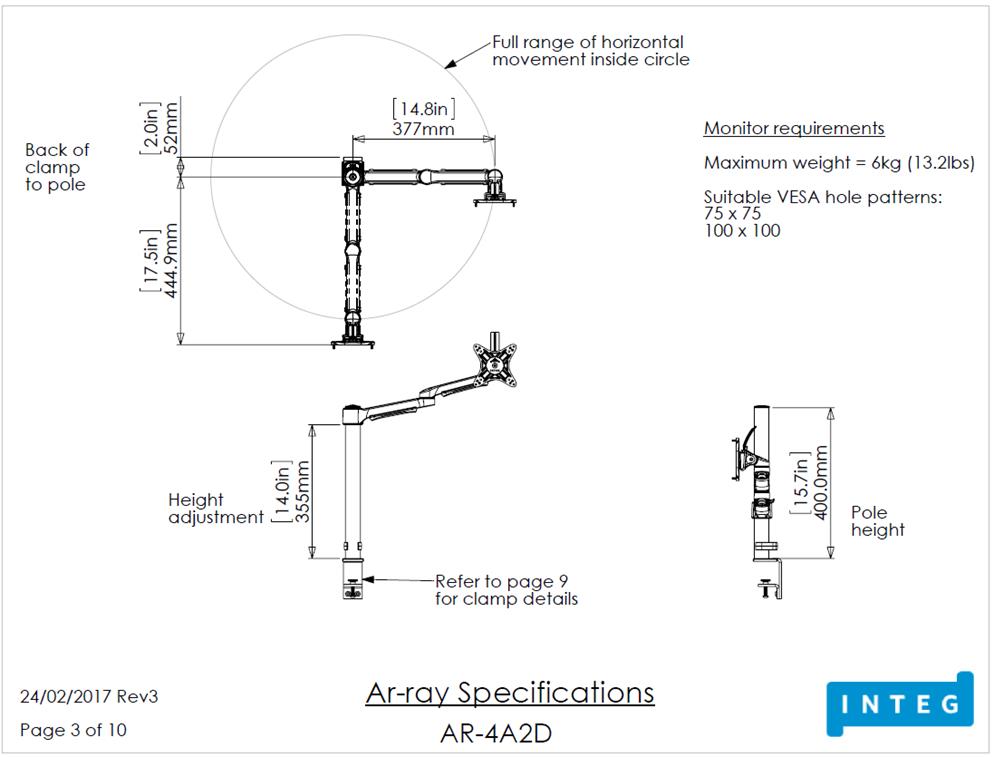 Full range of horizontal
movement inside circle
[14.8in]
377mm
[2.0in]
52mm
Back of
clamp
to pole
[17.5in]
444.9mm
Monitor requirements
Maximum weight = 6kg (13.2lbs)
Suitable VESA hole patterns:
75 x 75
100 x 100
Height
adjustment
[14.0in]
355mm
[15.7in]
400.0mm
Pole
height
Refer to page 9
for clamp details
24/02/2017 Rev3
Page 3 of 10
Ar-ray Specifications
AR-4A2D
INTEG